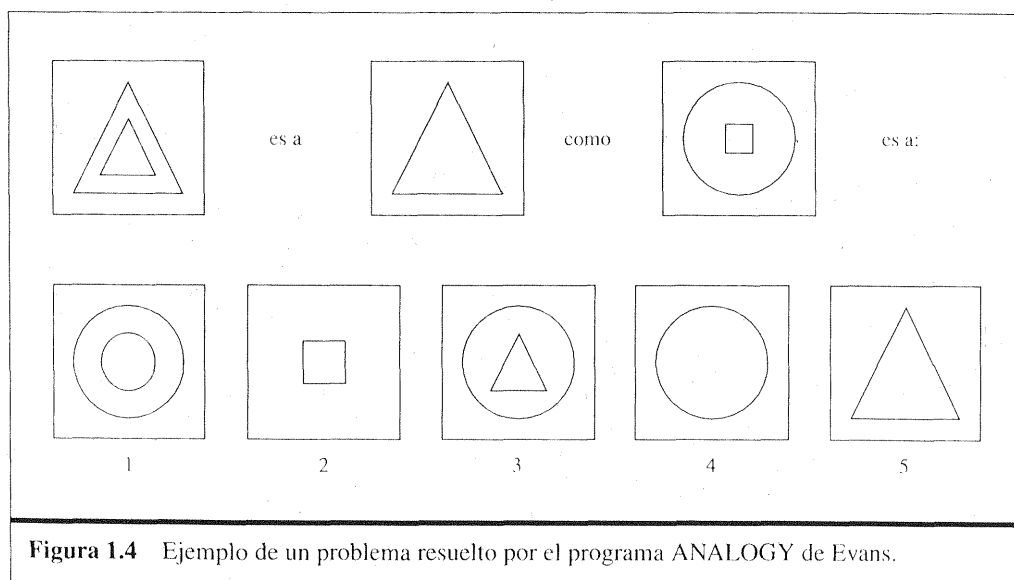 es a como es a:
1 2 3 4 5
Figura 1.4 Ejemplo de un problema resuelto por el programa ANALOGY de Evans.